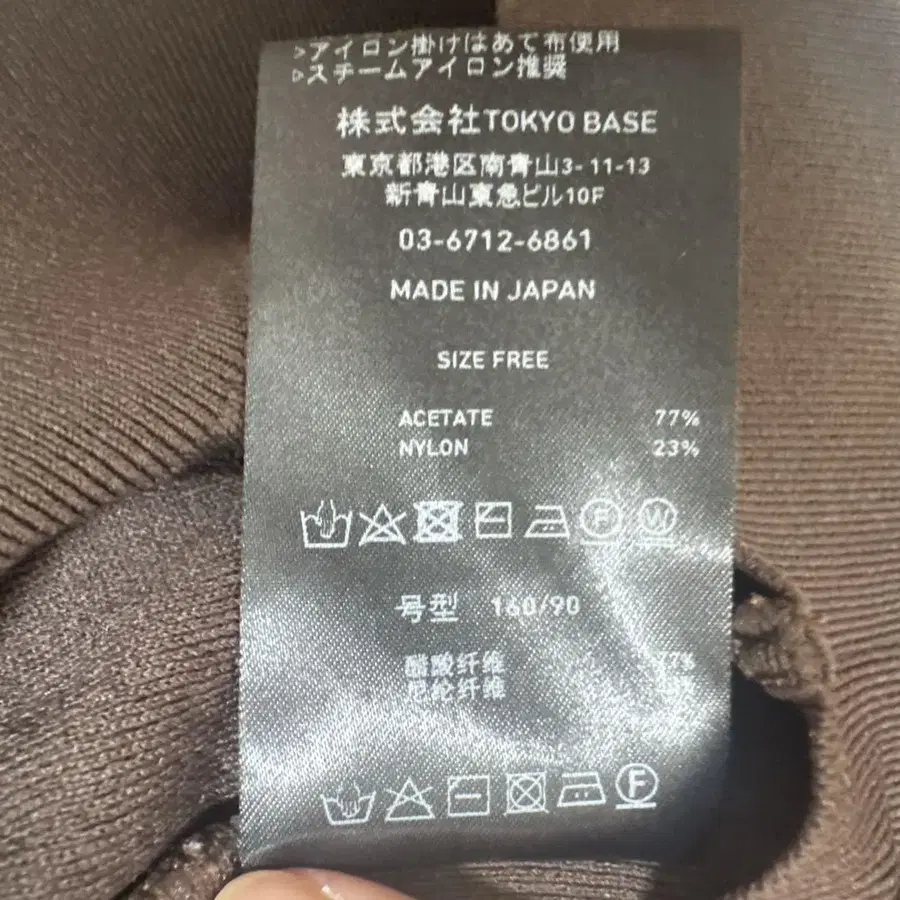 ▷アイロン掛けはあて布使用
▷スチームアイロン推奨
株式会社TOKYO BASE
東京都港区南青山3-11-13
新青山東急ビル10F
03-6712-6861
MADE IN JAPAN
SIZE FREE
ACETATE 77%
NYLON 23%
F W
号型 160/90
醋酸纤维 77%
尼纶纤维
F